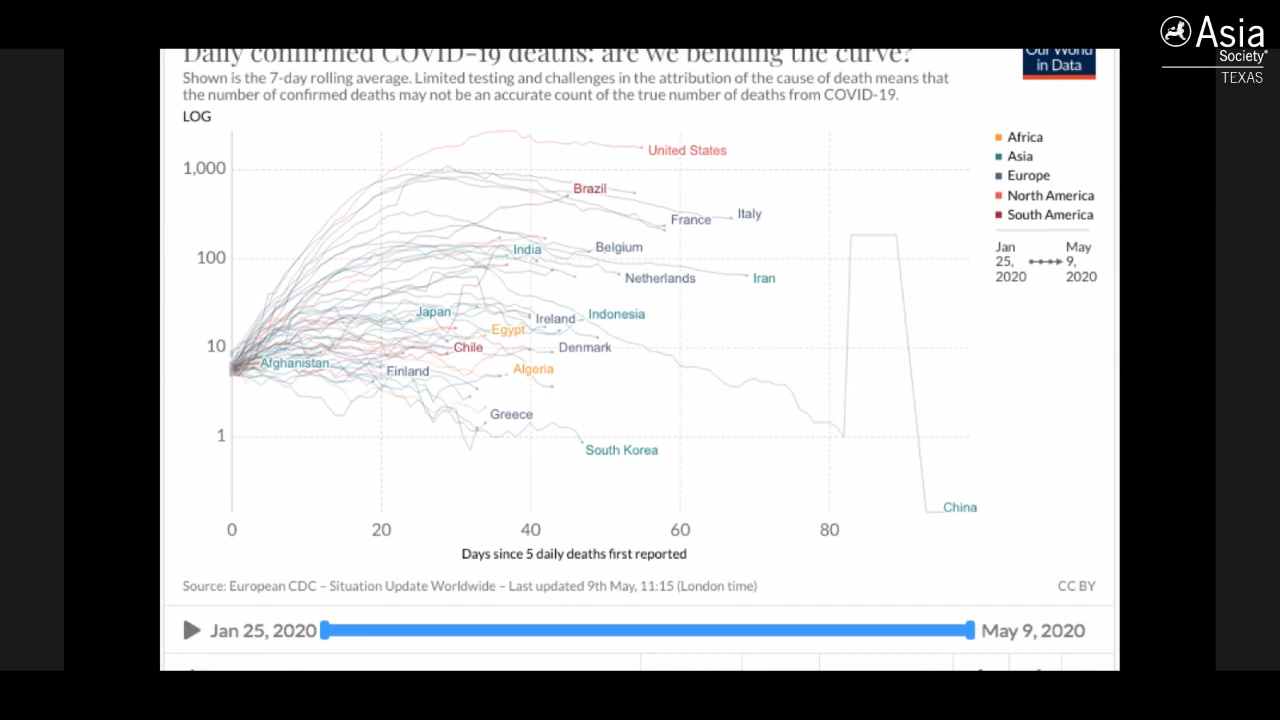 Asia
Society
TEXAS
Daily confirmed COVID-19 deaths: are we bending the curve?
Our World
in Data
Shown is the 7-day rolling average. Limited testing and challenges in the attribution of the cause of death means that
the number of confirmed deaths may not be an accurate count of the true number of deaths from COVID-19.
LOG
1,000
100
10
1
United States
Brazil
Italy
France
Belgium
India
Netherlands
Iran
Japan
Ireland
Indonesia
Egypt
Chile
Denmark
Afghanistan
Finland
Algeria
Greece
South Korea
China
Africa
Asia
Europe
North America
South America
Jan
25,
2020
May
9,
2020
0
20
40
60
80
Days since 5 daily deaths first reported
Source: European CDC – Situation Update Worldwide – Last updated 9th May, 11:15 (London time)
CC BY
Jan 25, 2020
May 9, 2020